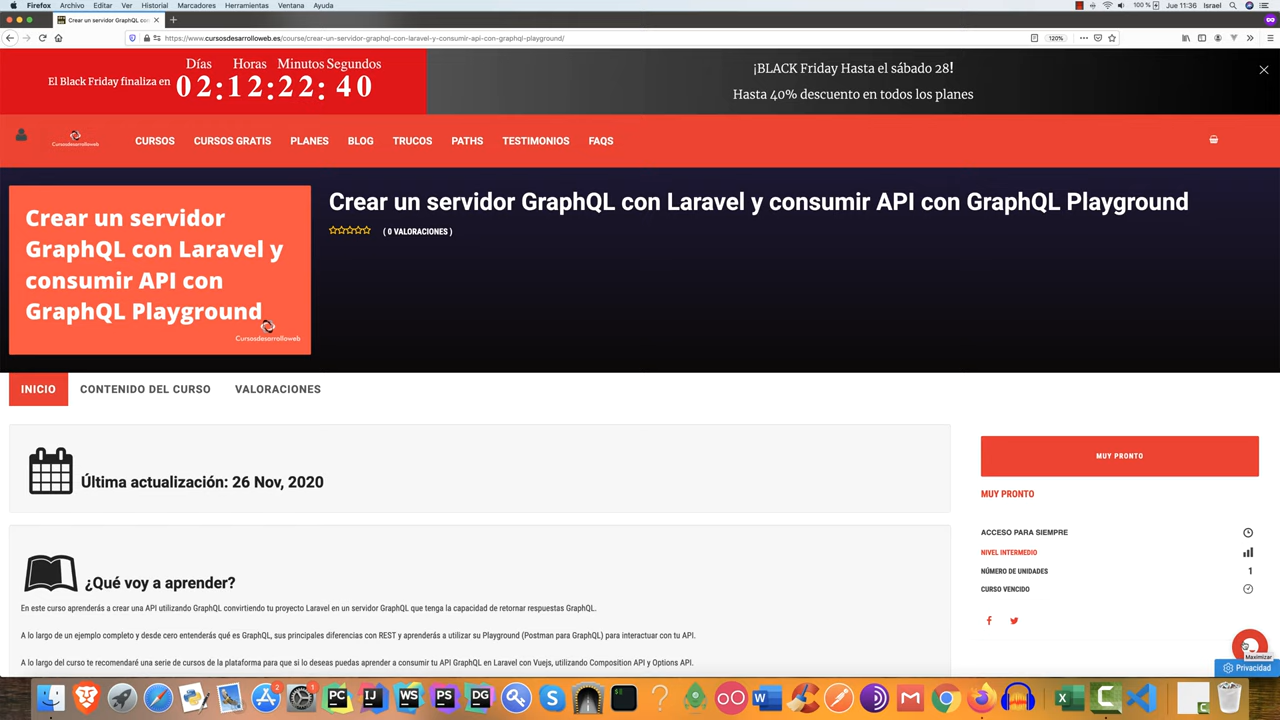 Firefox Archivo Editar Ver Historial Marcadores Herramientas Ventana Ayuda 100 % Jue 11:36 Israel
Crear un servidor GraphQL co
https://www.cursosdesarrolloweb.es/course/crear-un-servidor-graphql-con-laravel-y-consumir-api-con-graphql-playground/ 120%
El Black Friday finaliza en
Días Horas Minutos Segundos
02:12:22:40
¡BLACK Friday Hasta el sábado 28!
Hasta 40% descuento en todos los planes
Cursosdesarrolloweb
CURSOS CURSOS GRATIS PLANES BLOG TRUCOS PATHS TESTIMONIOS FAQS
Crear un servidor
GraphQL con Laravel y
consumir API con
GraphQL Playground
Cursosdesarrolloweb
Crear un servidor GraphQL con Laravel y consumir API con GraphQL Playground
( 0 VALORACIONES )
INICIO CONTENIDO DEL CURSO VALORACIONES
Última actualización: 26 Nov, 2020
¿Qué voy a aprender?
En este curso aprenderás a crear una API utilizando GraphQL convirtiendo tu proyecto Laravel en un servidor GraphQL que tenga la capacidad de retornar respuestas GraphQL.
A lo largo de un ejemplo completo y desde cero entenderás qué es GraphQL, sus principales diferencias con REST y aprenderás a utilizar su Playground (Postman para GraphQL) para interactuar con tu API.
A lo largo del curso te recomendaré una serie de cursos de la plataforma para que si lo deseas puedas aprender a consumir tu API GraphQL en Laravel con Vuejs, utilizando Composition API y Options API.
MUY PRONTO
MUY PRONTO
ACCESO PARA SIEMPRE
NIVEL INTERMEDIO
NÚMERO DE UNIDADES 1
CURSO VENCIDO
Maximizar
Privacidad
PC IJ WS PS DG